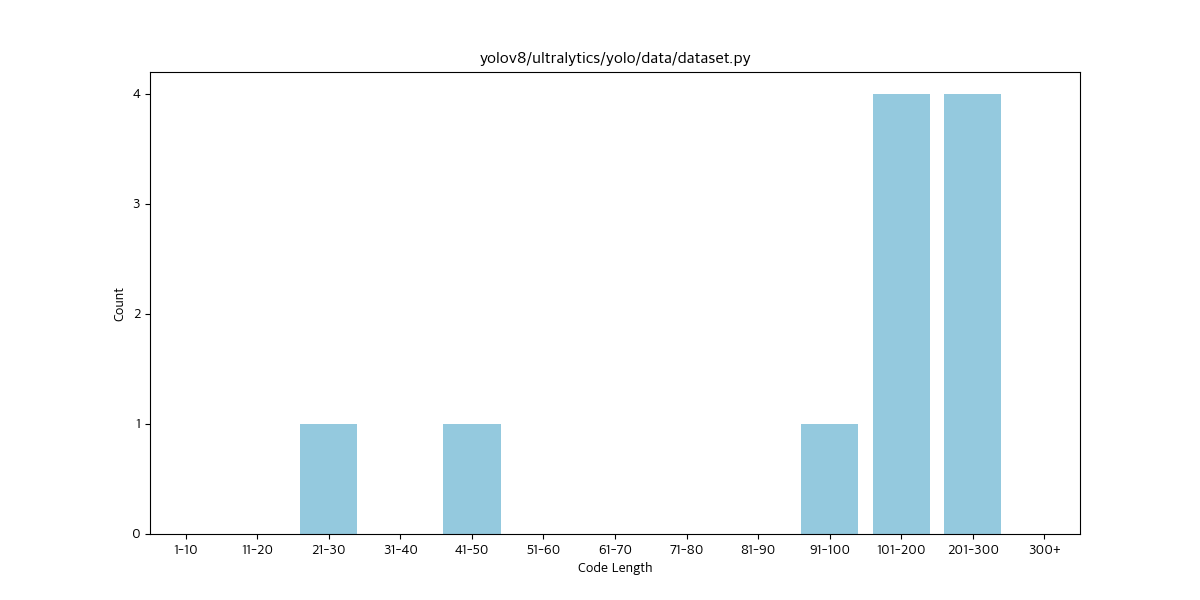 yolov8/ultralytics/yolo/data/dataset.py
4
3
2
1
0
Count
1-10 11-20 21-30 31-40 41-50 51-60 61-70 71-80 81-90 91-100 101-200 201-300 300+
Code Length